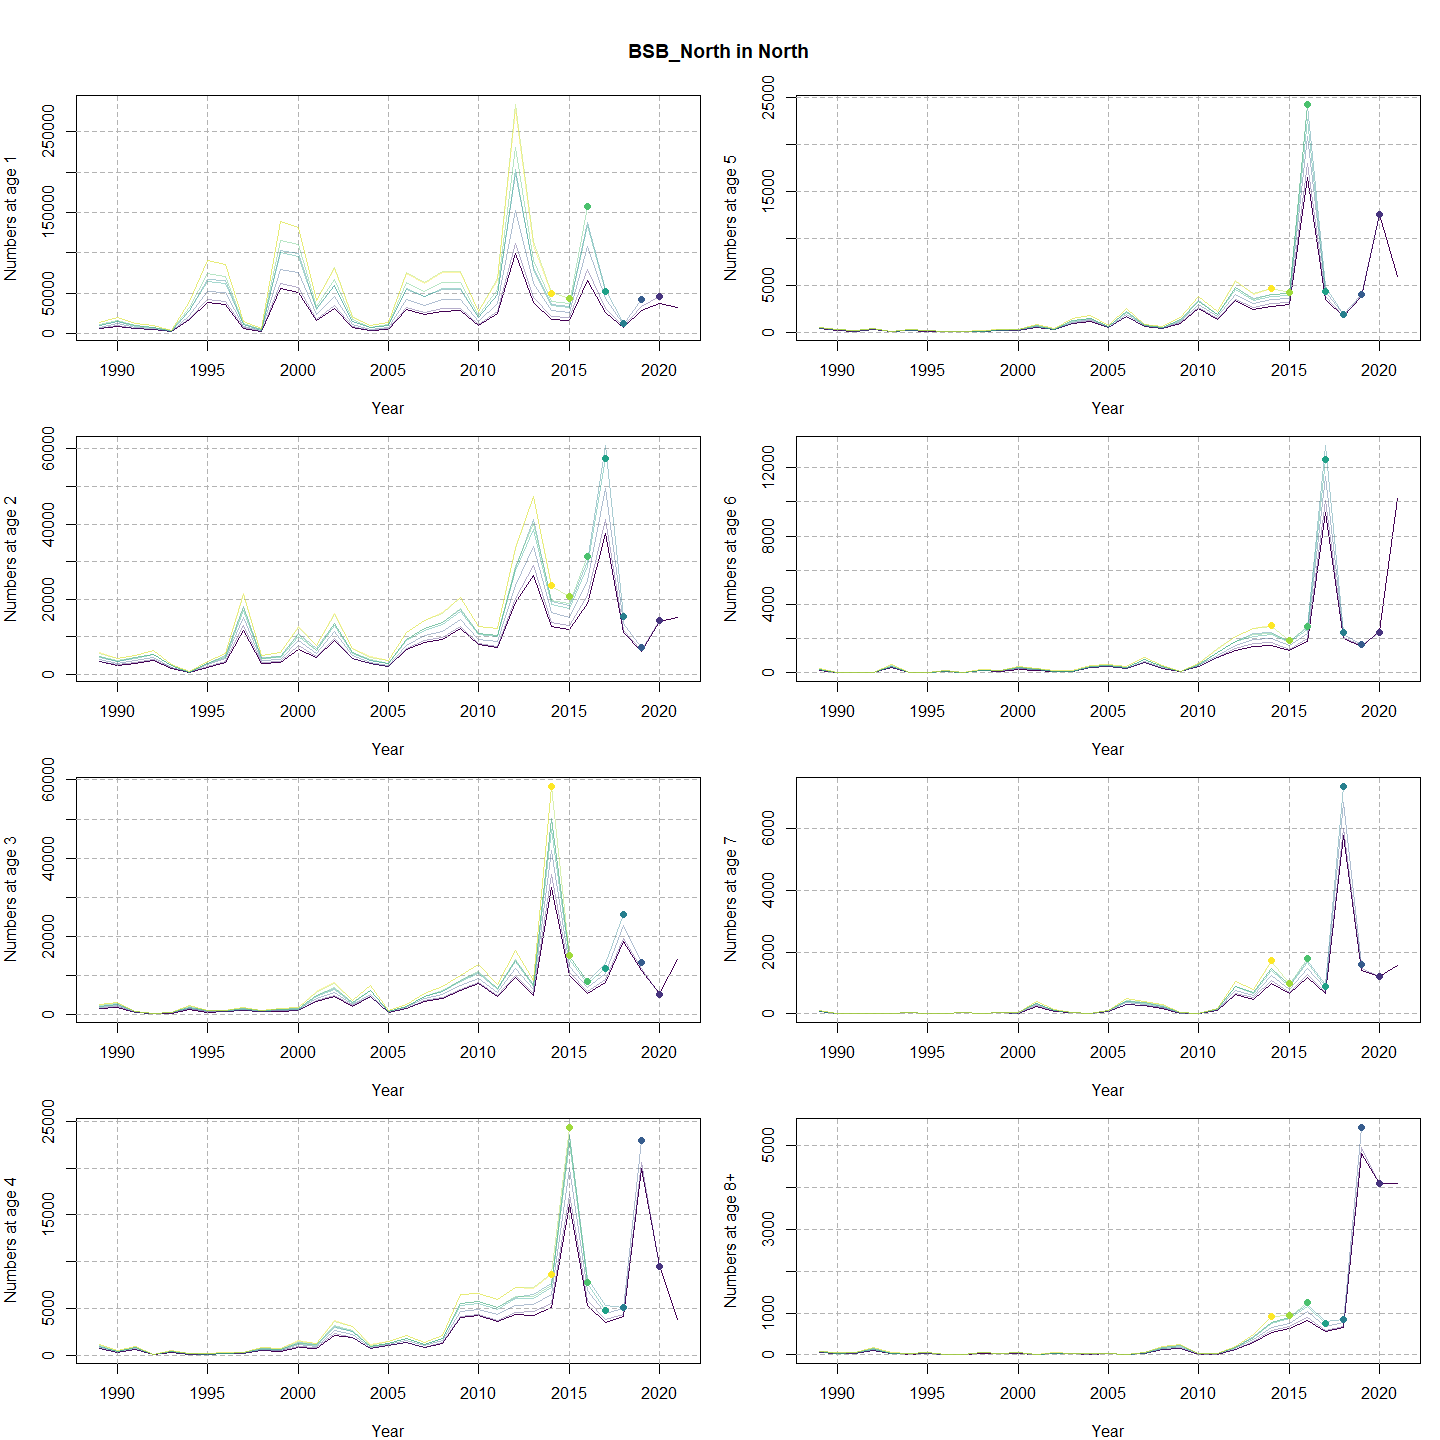 BSB_North in North
Numbers at age 1
0 50000 150000 250000
1990 1995 2000 2005 2010 2015 2020
Year
Numbers at age 5
0 5000 15000 25000
1990 1995 2000 2005 2010 2015 2020
Year
Numbers at age 2
0 20000 40000 60000
1990 1995 2000 2005 2010 2015 2020
Year
Numbers at age 6
0 4000 8000 12000
1990 1995 2000 2005 2010 2015 2020
Year
Numbers at age 3
0 20000 40000 60000
1990 1995 2000 2005 2010 2015 2020
Year
Numbers at age 7
0 2000 4000 6000
1990 1995 2000 2005 2010 2015 2020
Year
Numbers at age 4
0 5000 15000 25000
1990 1995 2000 2005 2010 2015 2020
Year
Numbers at age 8+
0 1000 3000 5000
1990 1995 2000 2005 2010 2015 2020
Year